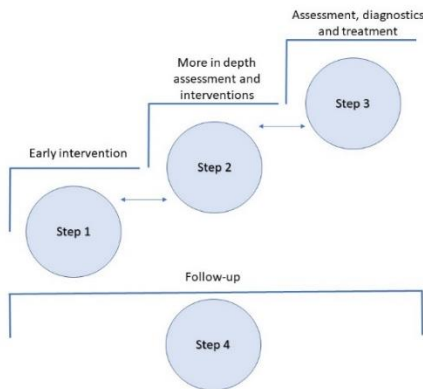 Assessment, diagnostics
and treatment
Step 3
More in depth
assessment and
interventions
Step 2
Early intervention
Step 1
Follow-up
Step 4